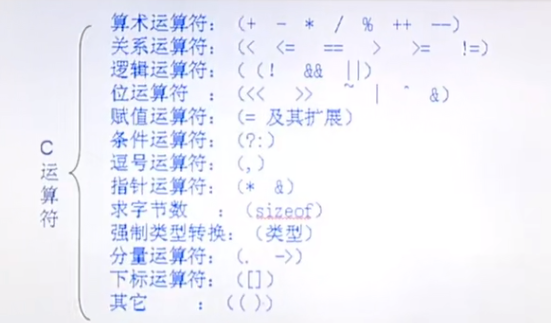 算术运算符：(+ - * / % ++ --)
关系运算符：(< <= == > >= !=)
逻辑运算符：((! && ||)
位运算符 ：(<< >> ~ | ^ &)
赋值运算符：(= 及其扩展)
条件运算符：(?:)
逗号运算符：(,)
指针运算符：(* &)
求字节数 ：(sizeof)
强制类型转换：(类型)
分量运算符：(. ->)
下标运算符：([])
其它 ：(())
C
运
算
符